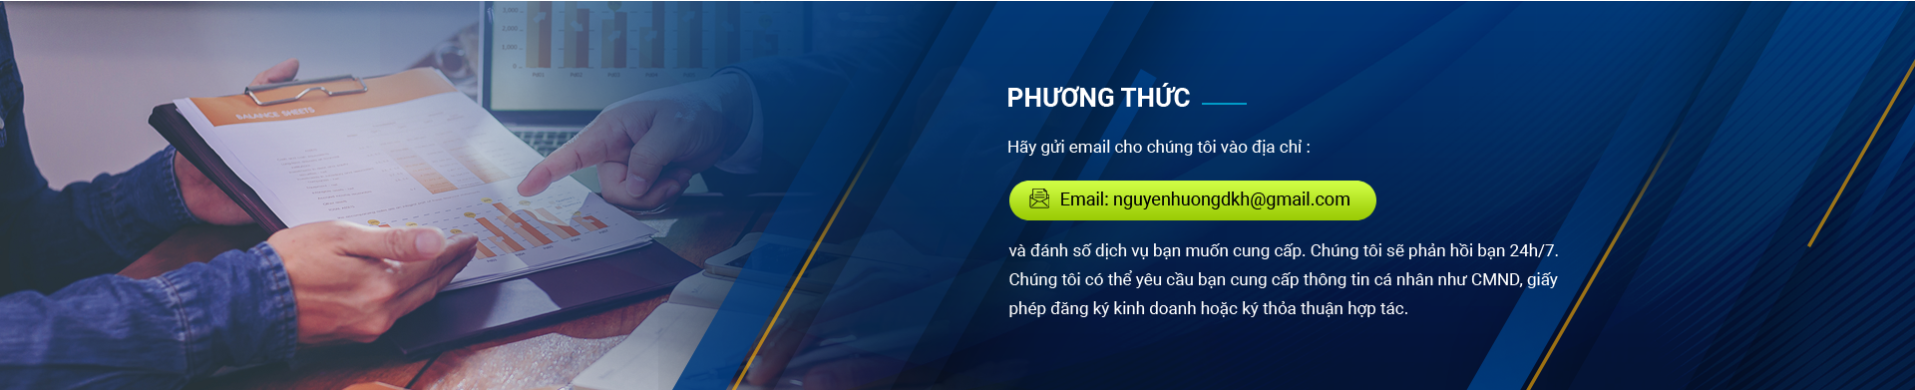 BALANCE SHEETS
PHƯƠNG THỨC
Hãy gửi email cho chúng tôi vào địa chỉ :
Email: nguyenhuongdkh@gmail.com
và đánh số dịch vụ bạn muốn cung cấp. Chúng tôi sẽ phản hồi bạn 24h/7.
Chúng tôi có thể yêu cầu bạn cung cấp thông tin cá nhân như CMND, giấy
phép đăng ký kinh doanh hoặc ký thỏa thuận hợp tác.